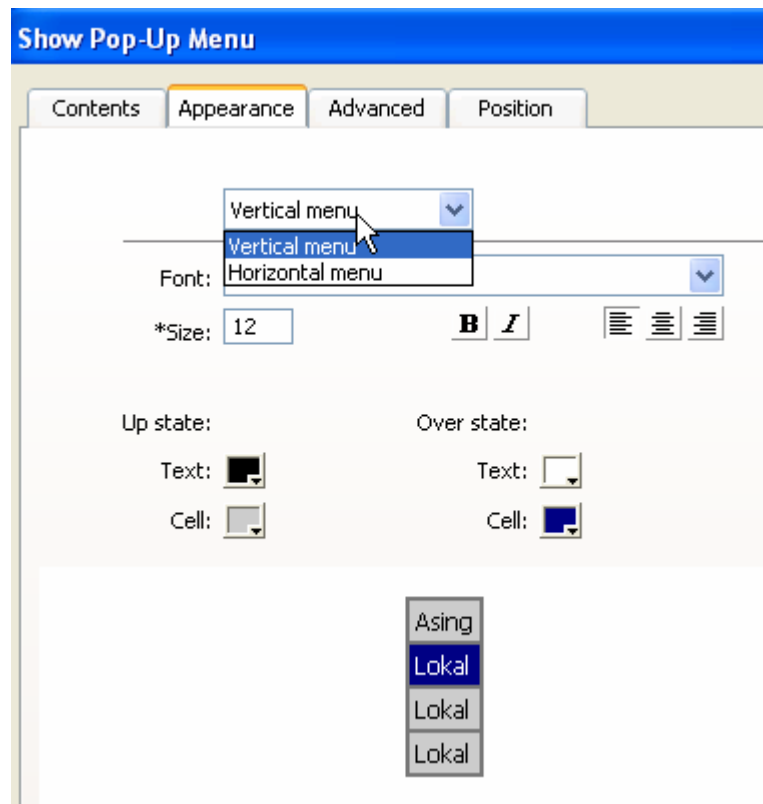 Show Pop-Up Menu
Contents Appearance Advanced Position
Vertical menu
Vertical menu
Horizontal menu
Font:
*Size: 12 B I
Up state: Over state:
Text: Text:
Cell: Cell:
Asing
Lokal
Lokal
Lokal